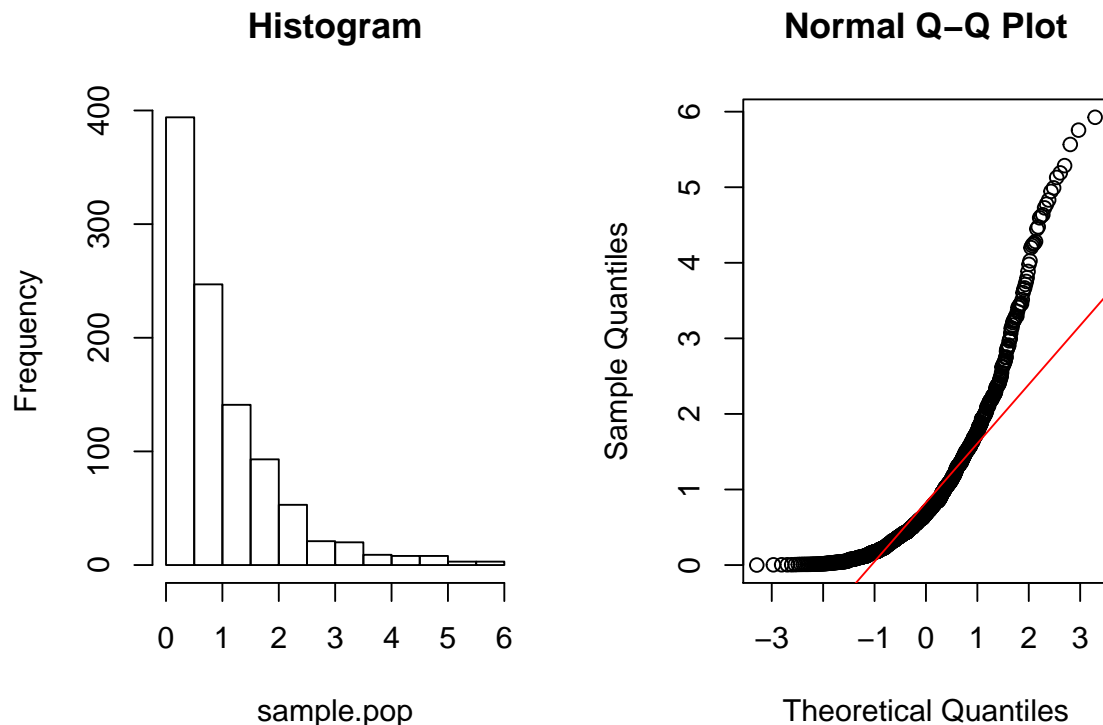 Histogram
Frequency
0 100 200 300 400
0 1 2 3 4 5 6
sample.pop
Normal Q−Q Plot
Sample Quantiles
0 1 2 3 4 5 6
−3 −1 0 1 2 3
Theoretical Quantiles